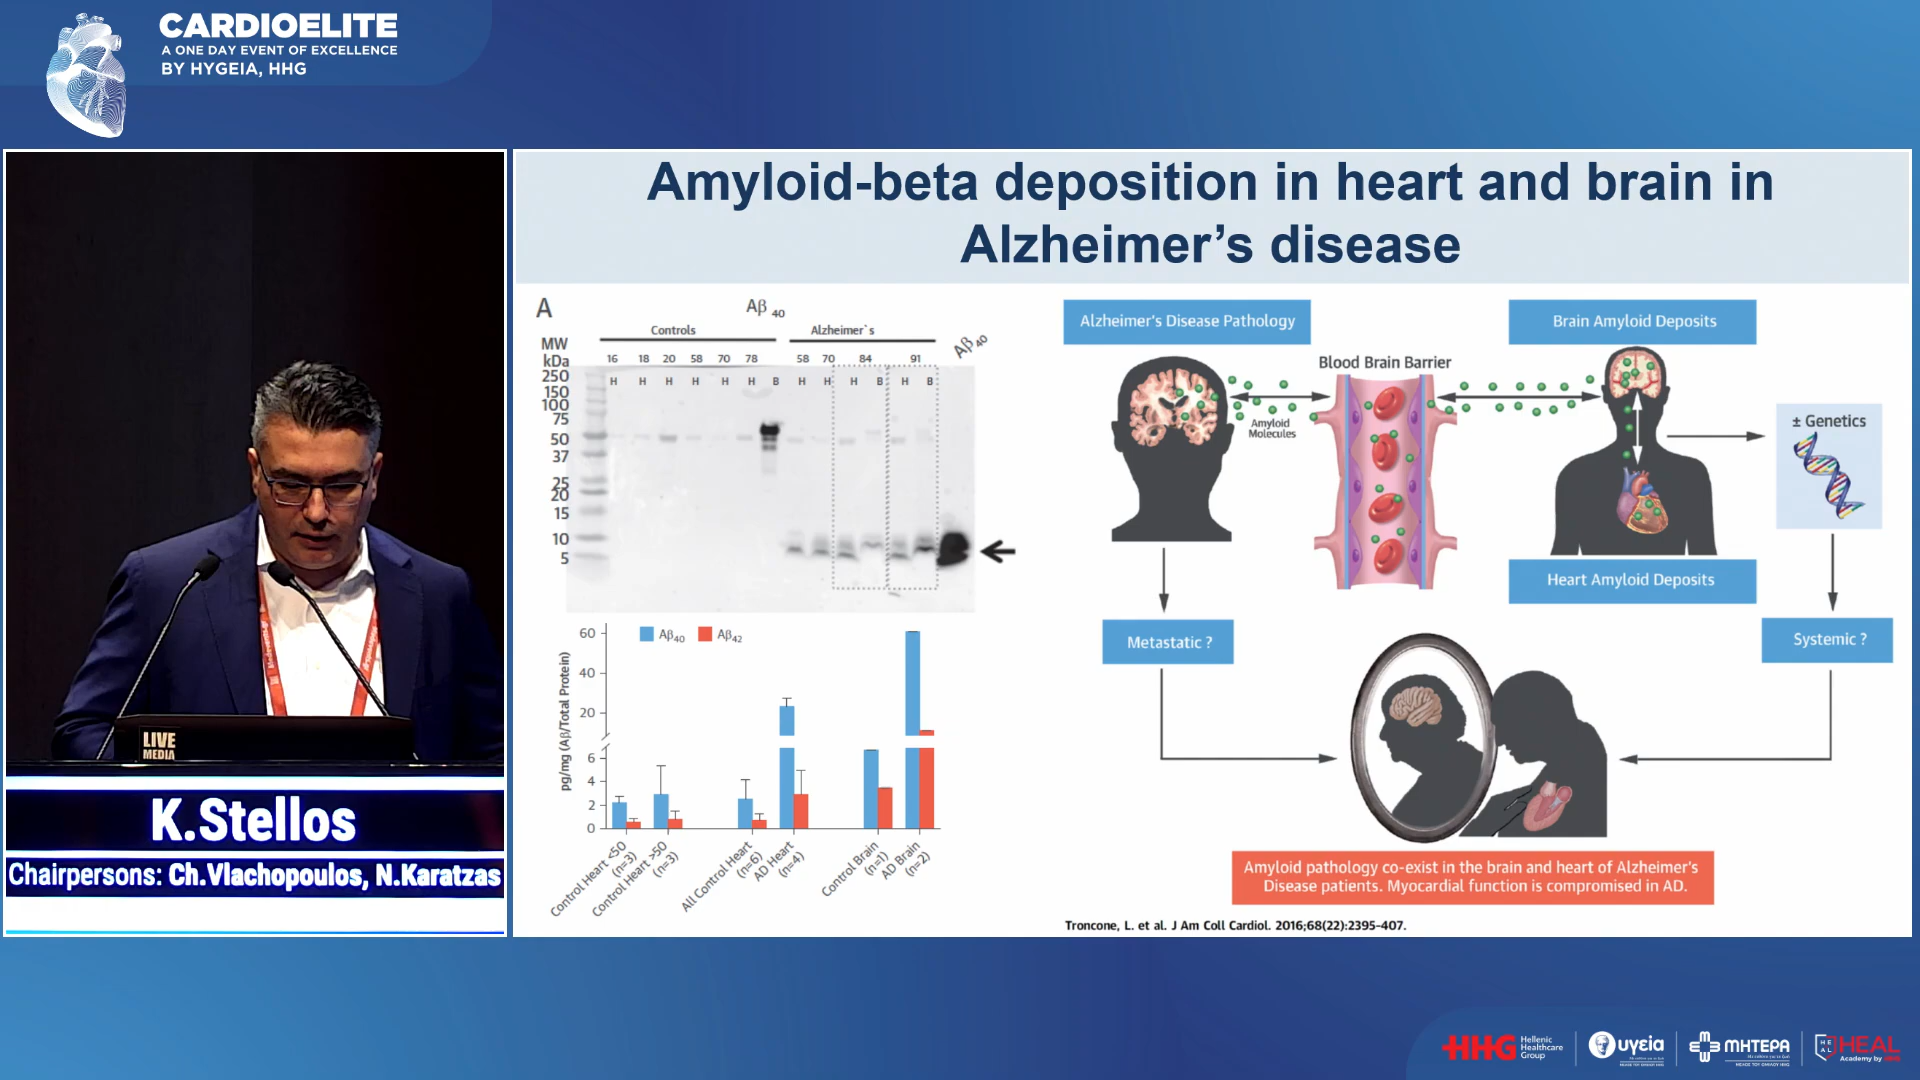 CARDIOELITE
A ONE DAY EVENT OF EXCELLENCE
BY HYGEIA, HHG
Amyloid-beta deposition in heart and brain in
Alzheimer’s disease
A
Aβ 40
Controls
Alzheimer`s
Aβ40
MW
kDa
16 18 20 58 70 78 58 70 84 91
H H H H H H B H H H B H B
250
150
100
75
50
37
25
20
15
10
5
Aβ40 Aβ42
pg/mg (Aβ/Total Protein)
60
40
20
6
4
2
0
Control Heart <50
(n=3)
Control Heart >50
(n=3)
All Control Heart
(n=6)
AD Heart
(n=4)
Control Brain
(n=1)
AD Brain
(n=2)
Alzheimer's Disease Pathology
Brain Amyloid Deposits
Blood Brain Barrier
Amyloid
Molecules
± Genetics
Heart Amyloid Deposits
Metastatic ?
Systemic ?
Amyloid pathology co-exist in the brain and heart of Alzheimer's
Disease patients. Myocardial function is compromised in AD.
Troncone, L. et al. J Am Coll Cardiol. 2016;68(22):2395-407.
LIVE
MEDIA
K.Stellos
Chairpersons: Ch.Vlachopoulos, N.Karatzas
HHG
Hellenic
Healthcare
Group
υγεία
ΜΗΤΕΡΑ
HEAL
HEAL
Academy by